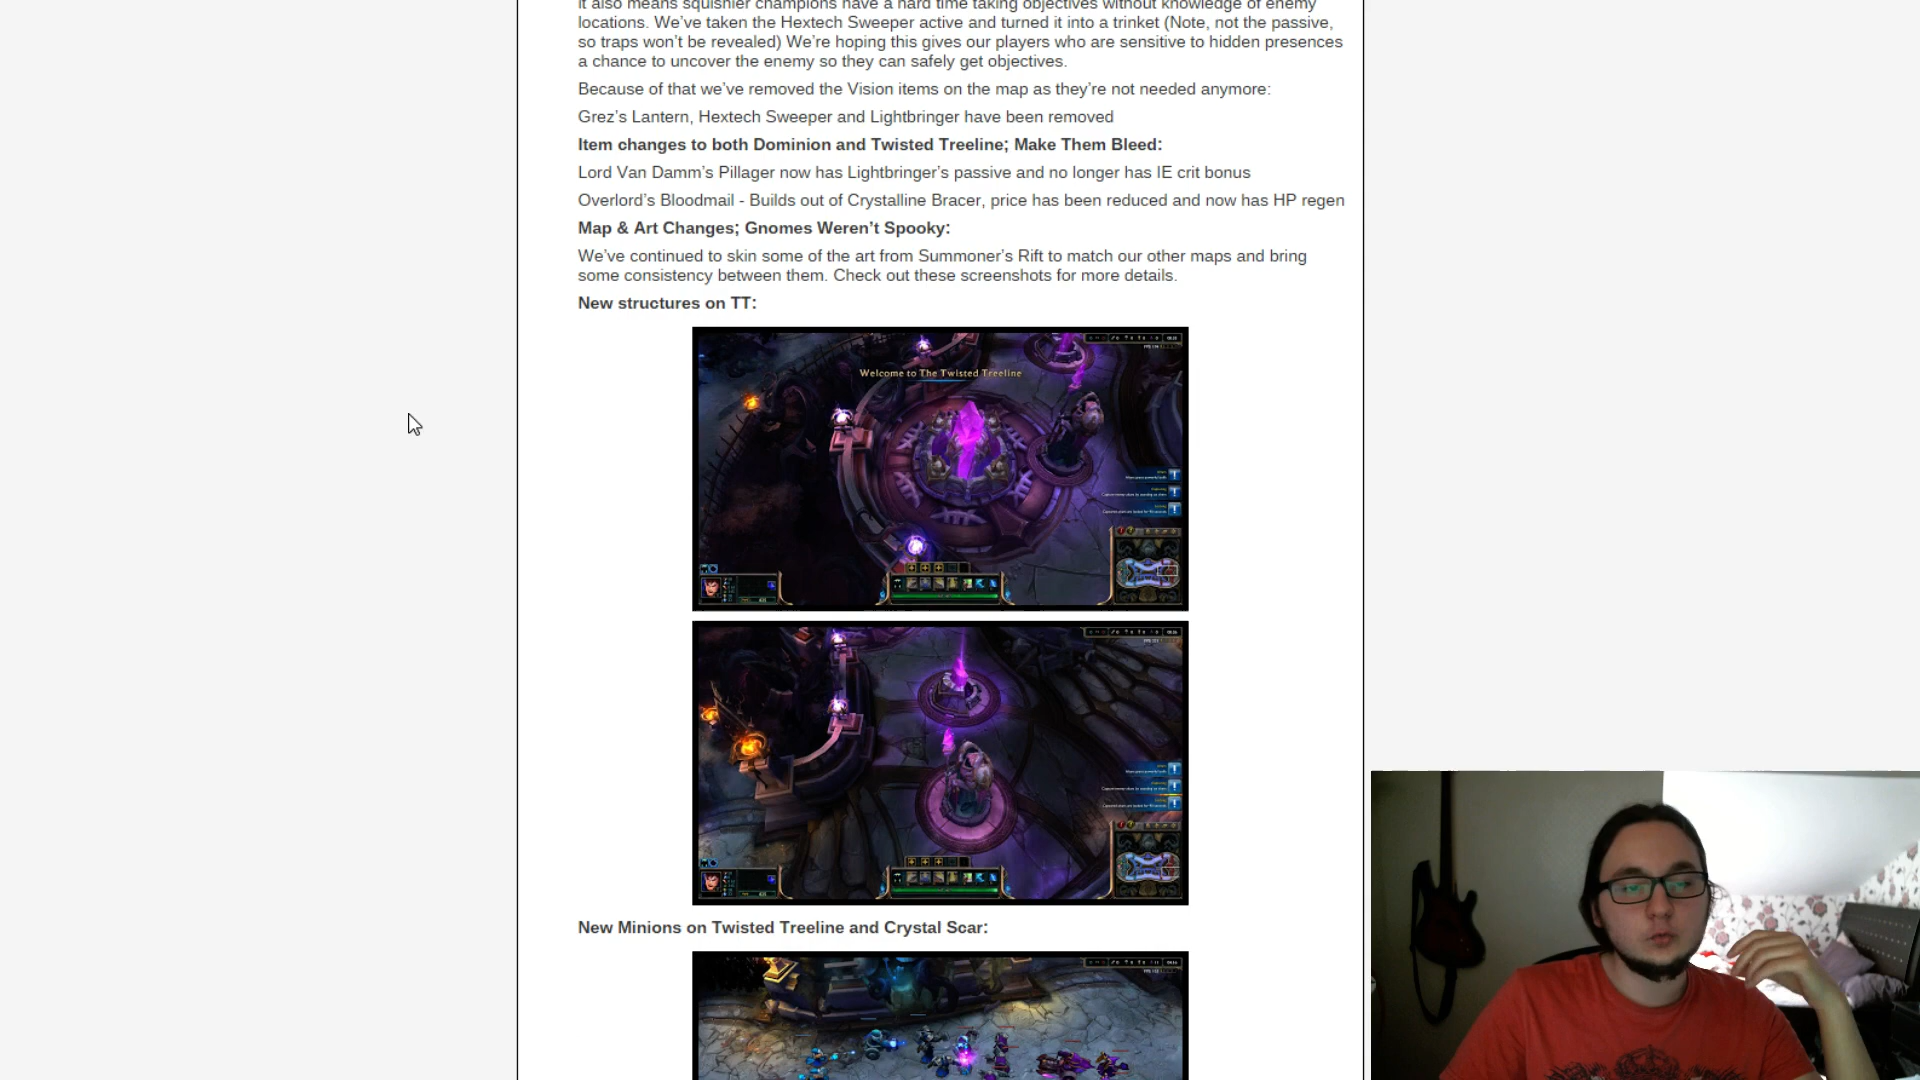 it also means squishier champions have a hard time taking objectives without knowledge of enemy
locations. We’ve taken the Hextech Sweeper active and turned it into a trinket (Note, not the passive,
so traps won’t be revealed) We’re hoping this gives our players who are sensitive to hidden presences
a chance to uncover the enemy so they can safely get objectives.
Because of that we’ve removed the Vision items on the map as they’re not needed anymore:
Grez’s Lantern, Hextech Sweeper and Lightbringer have been removed
Item changes to both Dominion and Twisted Treeline; Make Them Bleed:
Lord Van Damm’s Pillager now has Lightbringer’s passive and no longer has IE crit bonus
Overlord’s Bloodmail - Builds out of Crystalline Bracer, price has been reduced and now has HP regen
Map & Art Changes; Gnomes Weren’t Spooky:
We’ve continued to skin some of the art from Summoner’s Rift to match our other maps and bring
some consistency between them. Check out these screenshots for more details.
New structures on TT:
Welcome to The Twisted Treeline
New Minions on Twisted Treeline and Crystal Scar: